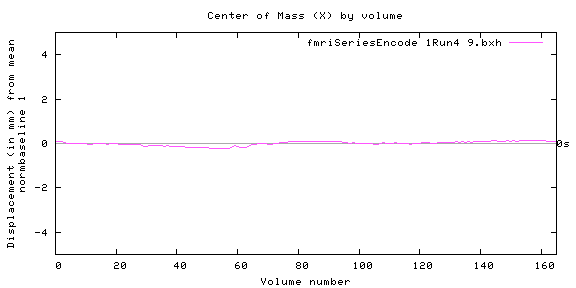 Center of Mass (X) by volume
fmriSeriesEncode 1Run4 9.bxh
Displacement (in mm) from mean
normbaseline 1
4
2
0
-2
-4
0s
0 20 40 60 80 100 120 140 160
Volume number